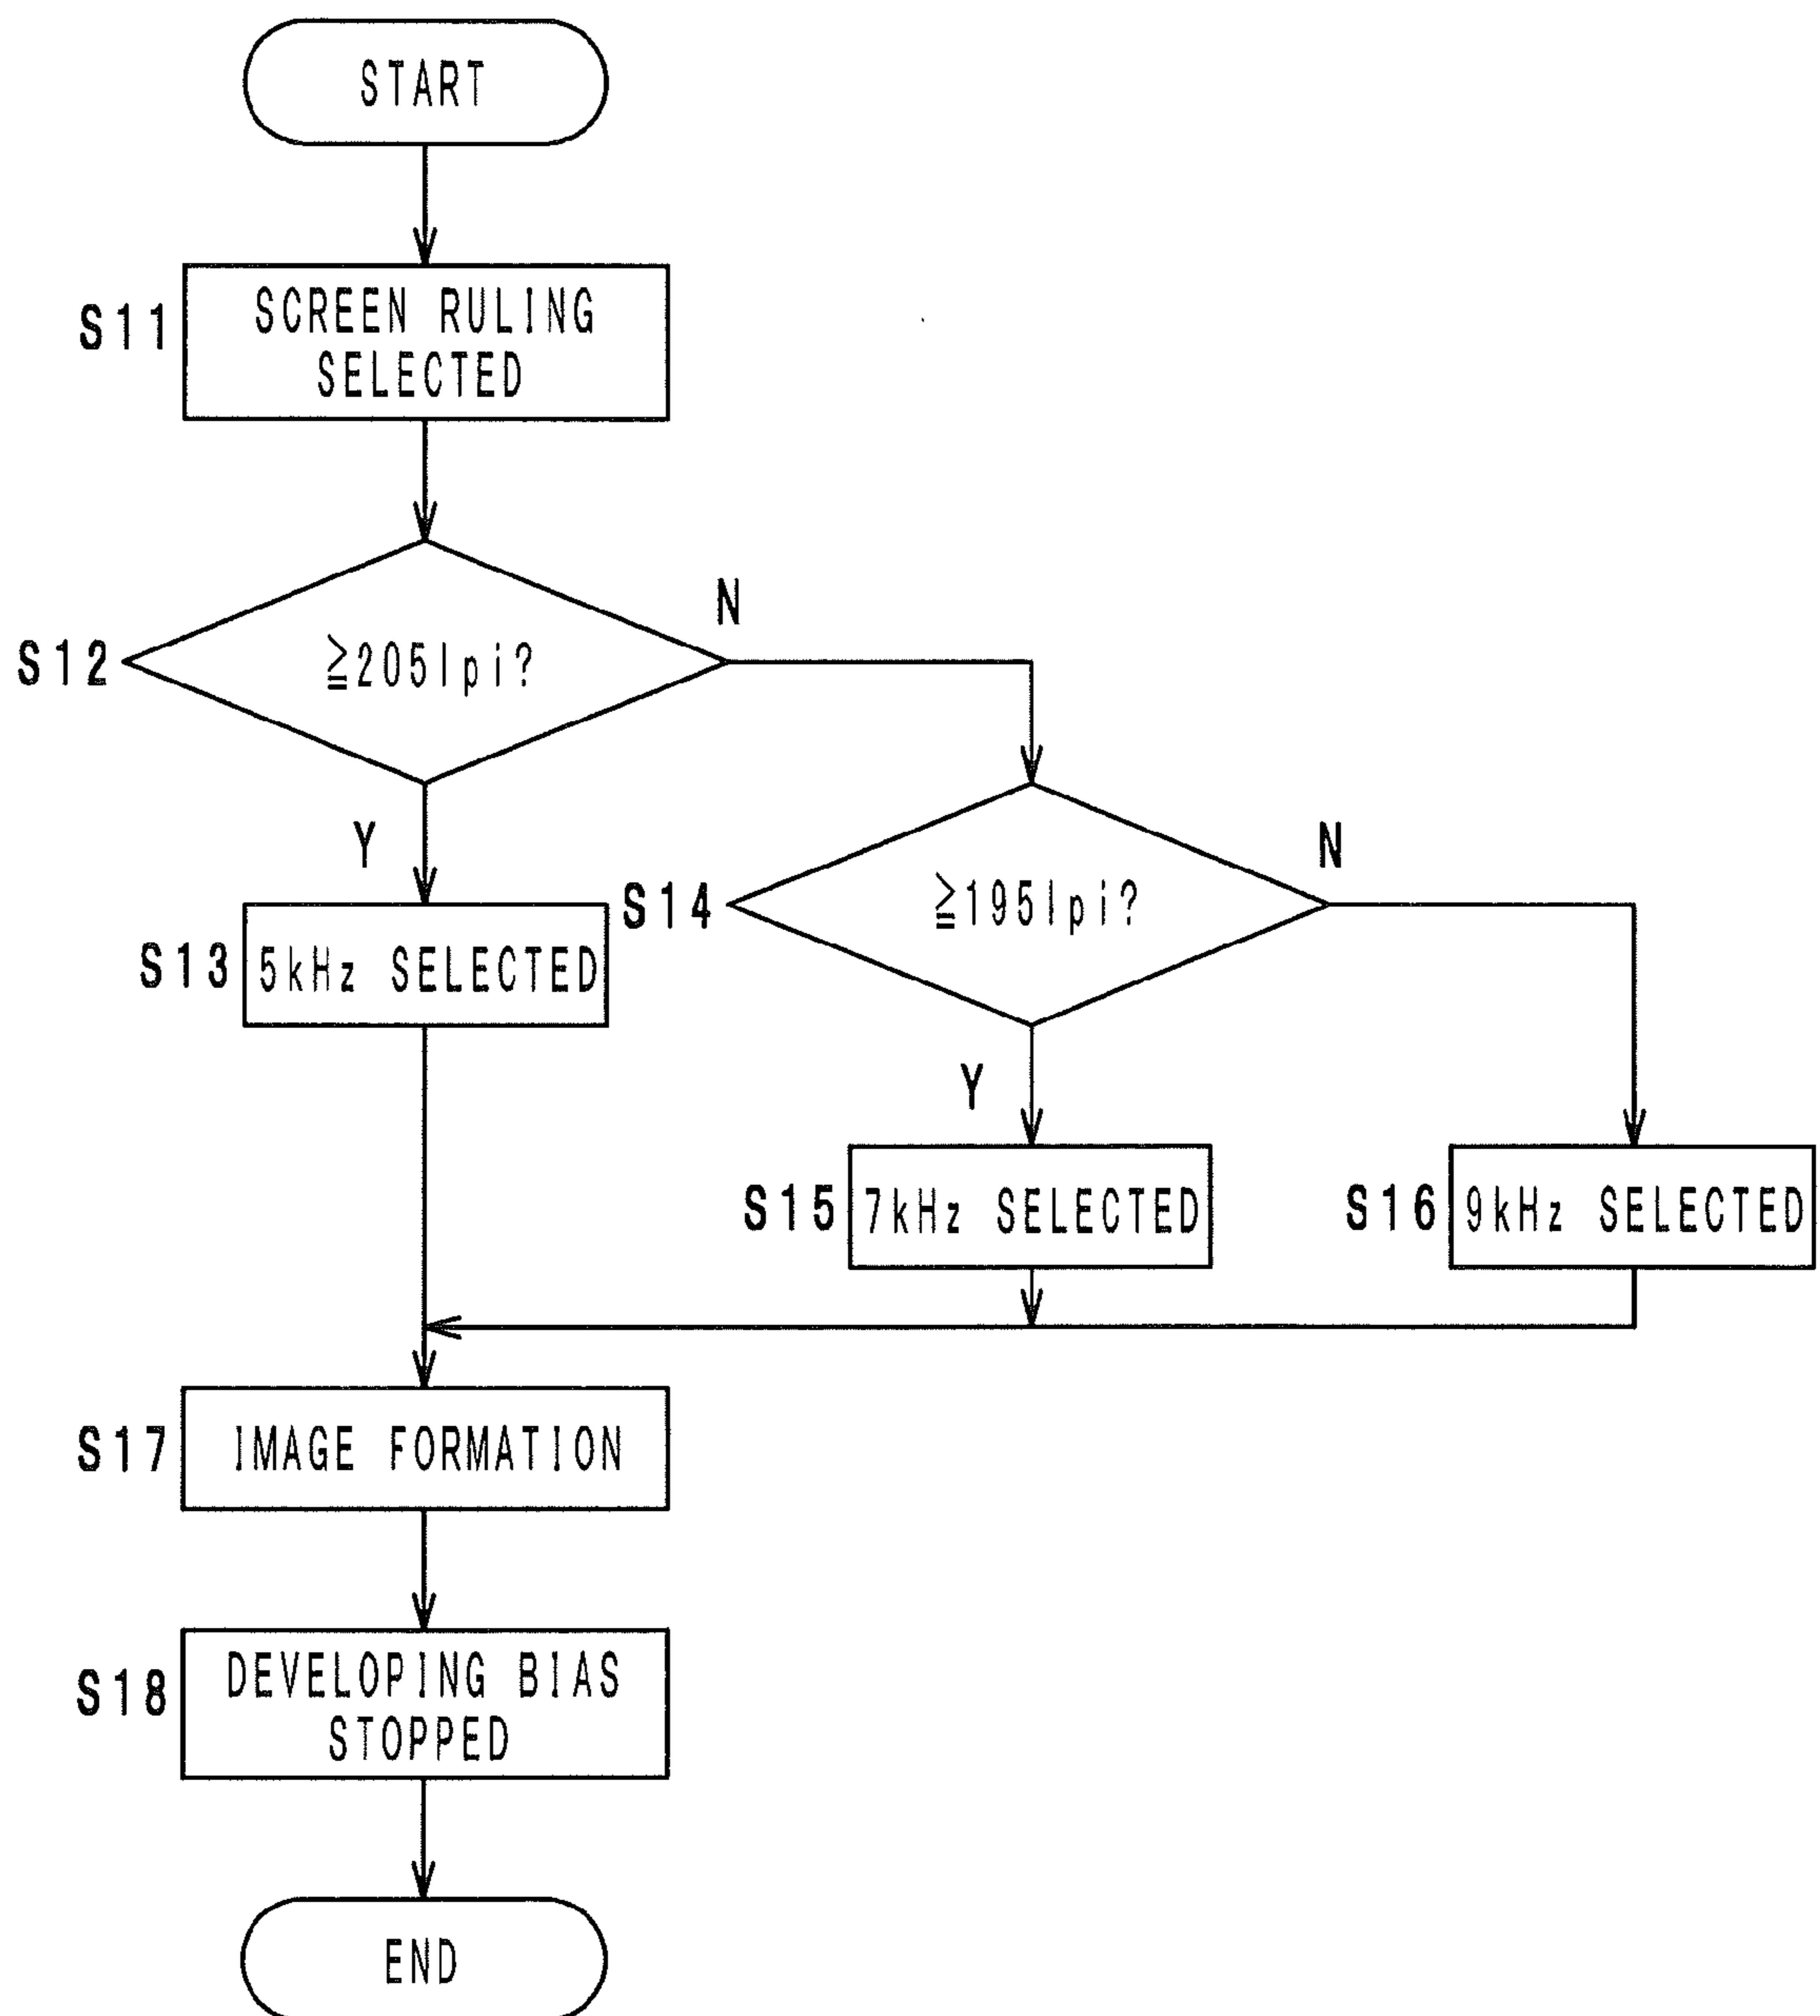 START
S11
SCREEN RULING
SELECTED
S12
≧205lpi?
N
Y
S13
5kHz SELECTED
S14
≧195lpi?
N
Y
S15
7kHz SELECTED
S16
9kHz SELECTED
S17
IMAGE FORMATION
S18
DEVELOPING BIAS
STOPPED
END